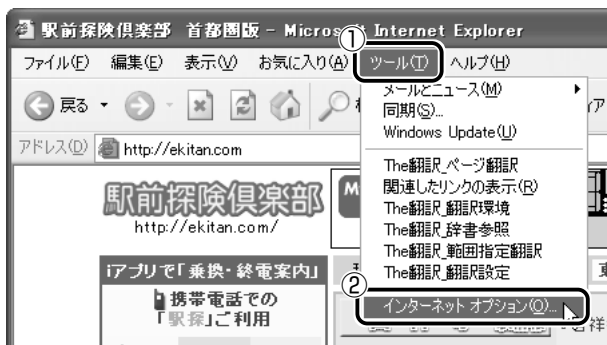 駅前探険倶楽部 首都圏版 - Microsoft Internet Explorer
①
ファイル(F) 編集(E) 表示(V) お気に入り(A) ツール(T) ヘルプ(H)
戻る
メールとニュース(M)
同期(S)...
Windows Update(U)
アドレス(D) http://ekitan.com
The翻訳_ページ翻訳
関連したリンクの表示(R)
The翻訳_翻訳環境
The翻訳_辞書参照
The翻訳_範囲指定翻訳
The翻訳_翻訳設定
②
インターネット オプション(O)...
駅前探険倶楽部
http://ekitan.com/
iアプリで「乗換・終電案内」
携帯電話での
「駅探」ご利用